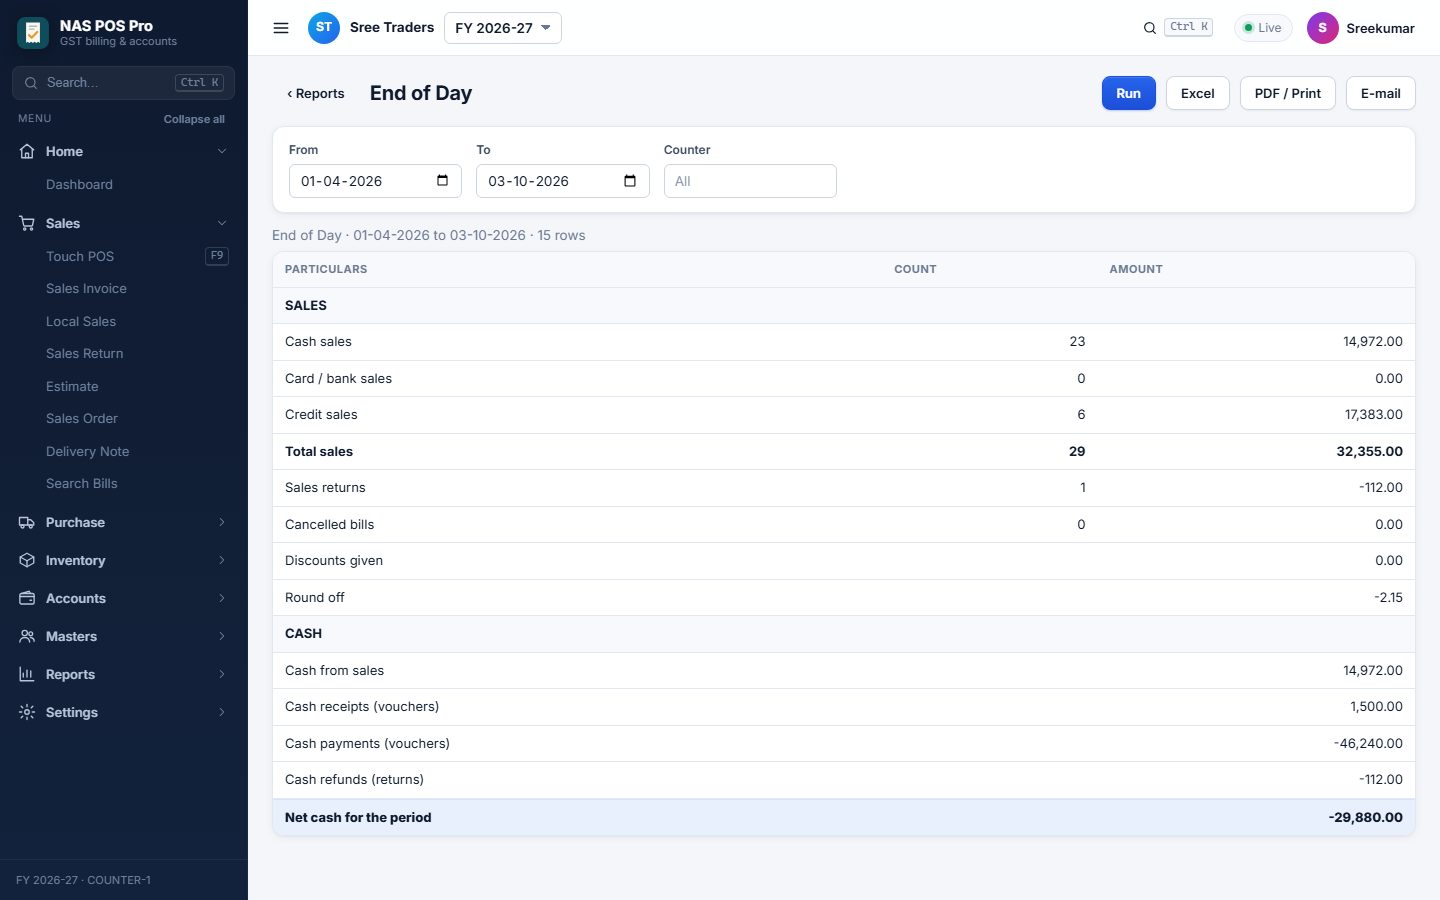 NAS POS Pro
GST billing & accounts
Search...
Ctrl K
MENU
Collapse all
Home
Dashboard
Sales
Touch POS
F9
Sales Invoice
Local Sales
Sales Return
Estimate
Sales Order
Delivery Note
Search Bills
Purchase
Inventory
Accounts
Masters
Reports
Settings
FY 2026-27 · COUNTER-1
ST
Sree Traders
FY 2026-27
Ctrl K
Live
S
Sreekumar
‹ Reports
End of Day
Run
Excel
PDF / Print
E-mail
From
To
Counter
01-04-2026
03-10-2026
All
End of Day · 01-04-2026 to 03-10-2026 · 15 rows
PARTICULARS COUNT AMOUNT
SALES
Cash sales 23 14,972.00
Card / bank sales 0 0.00
Credit sales 6 17,383.00
Total sales 29 32,355.00
Sales returns 1 -112.00
Cancelled bills 0 0.00
Discounts given 0.00
Round off -2.15
CASH
Cash from sales 14,972.00
Cash receipts (vouchers) 1,500.00
Cash payments (vouchers) -46,240.00
Cash refunds (returns) -112.00
Net cash for the period -29,880.00